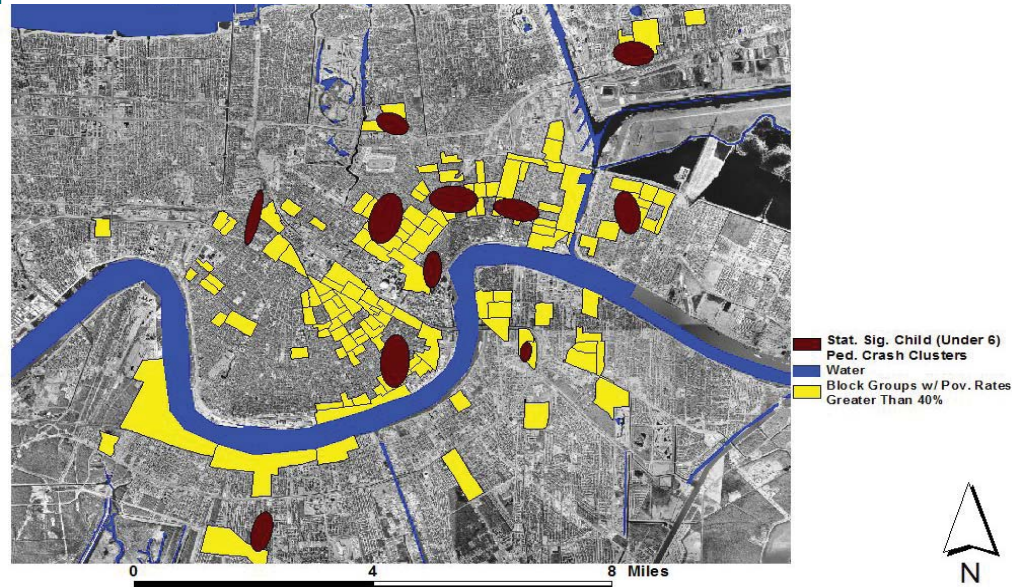 Stat. Sig. Child (Under 6)
Ped. Crash Clusters
Water
Block Groups w/ Pov. Rates
Greater Than 40%
N
0 4 8 Miles